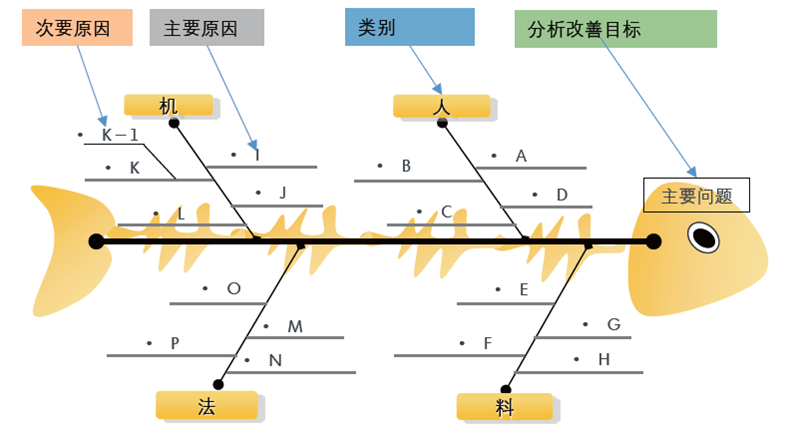 次要原因
主要原因
类别
分析改善目标
机
人
• K－1
• I
• A
• K
• B
• J
• D
• L
• C
主要问题
• O
• E
• M
• G
• P
• F
• N
• H
法
料